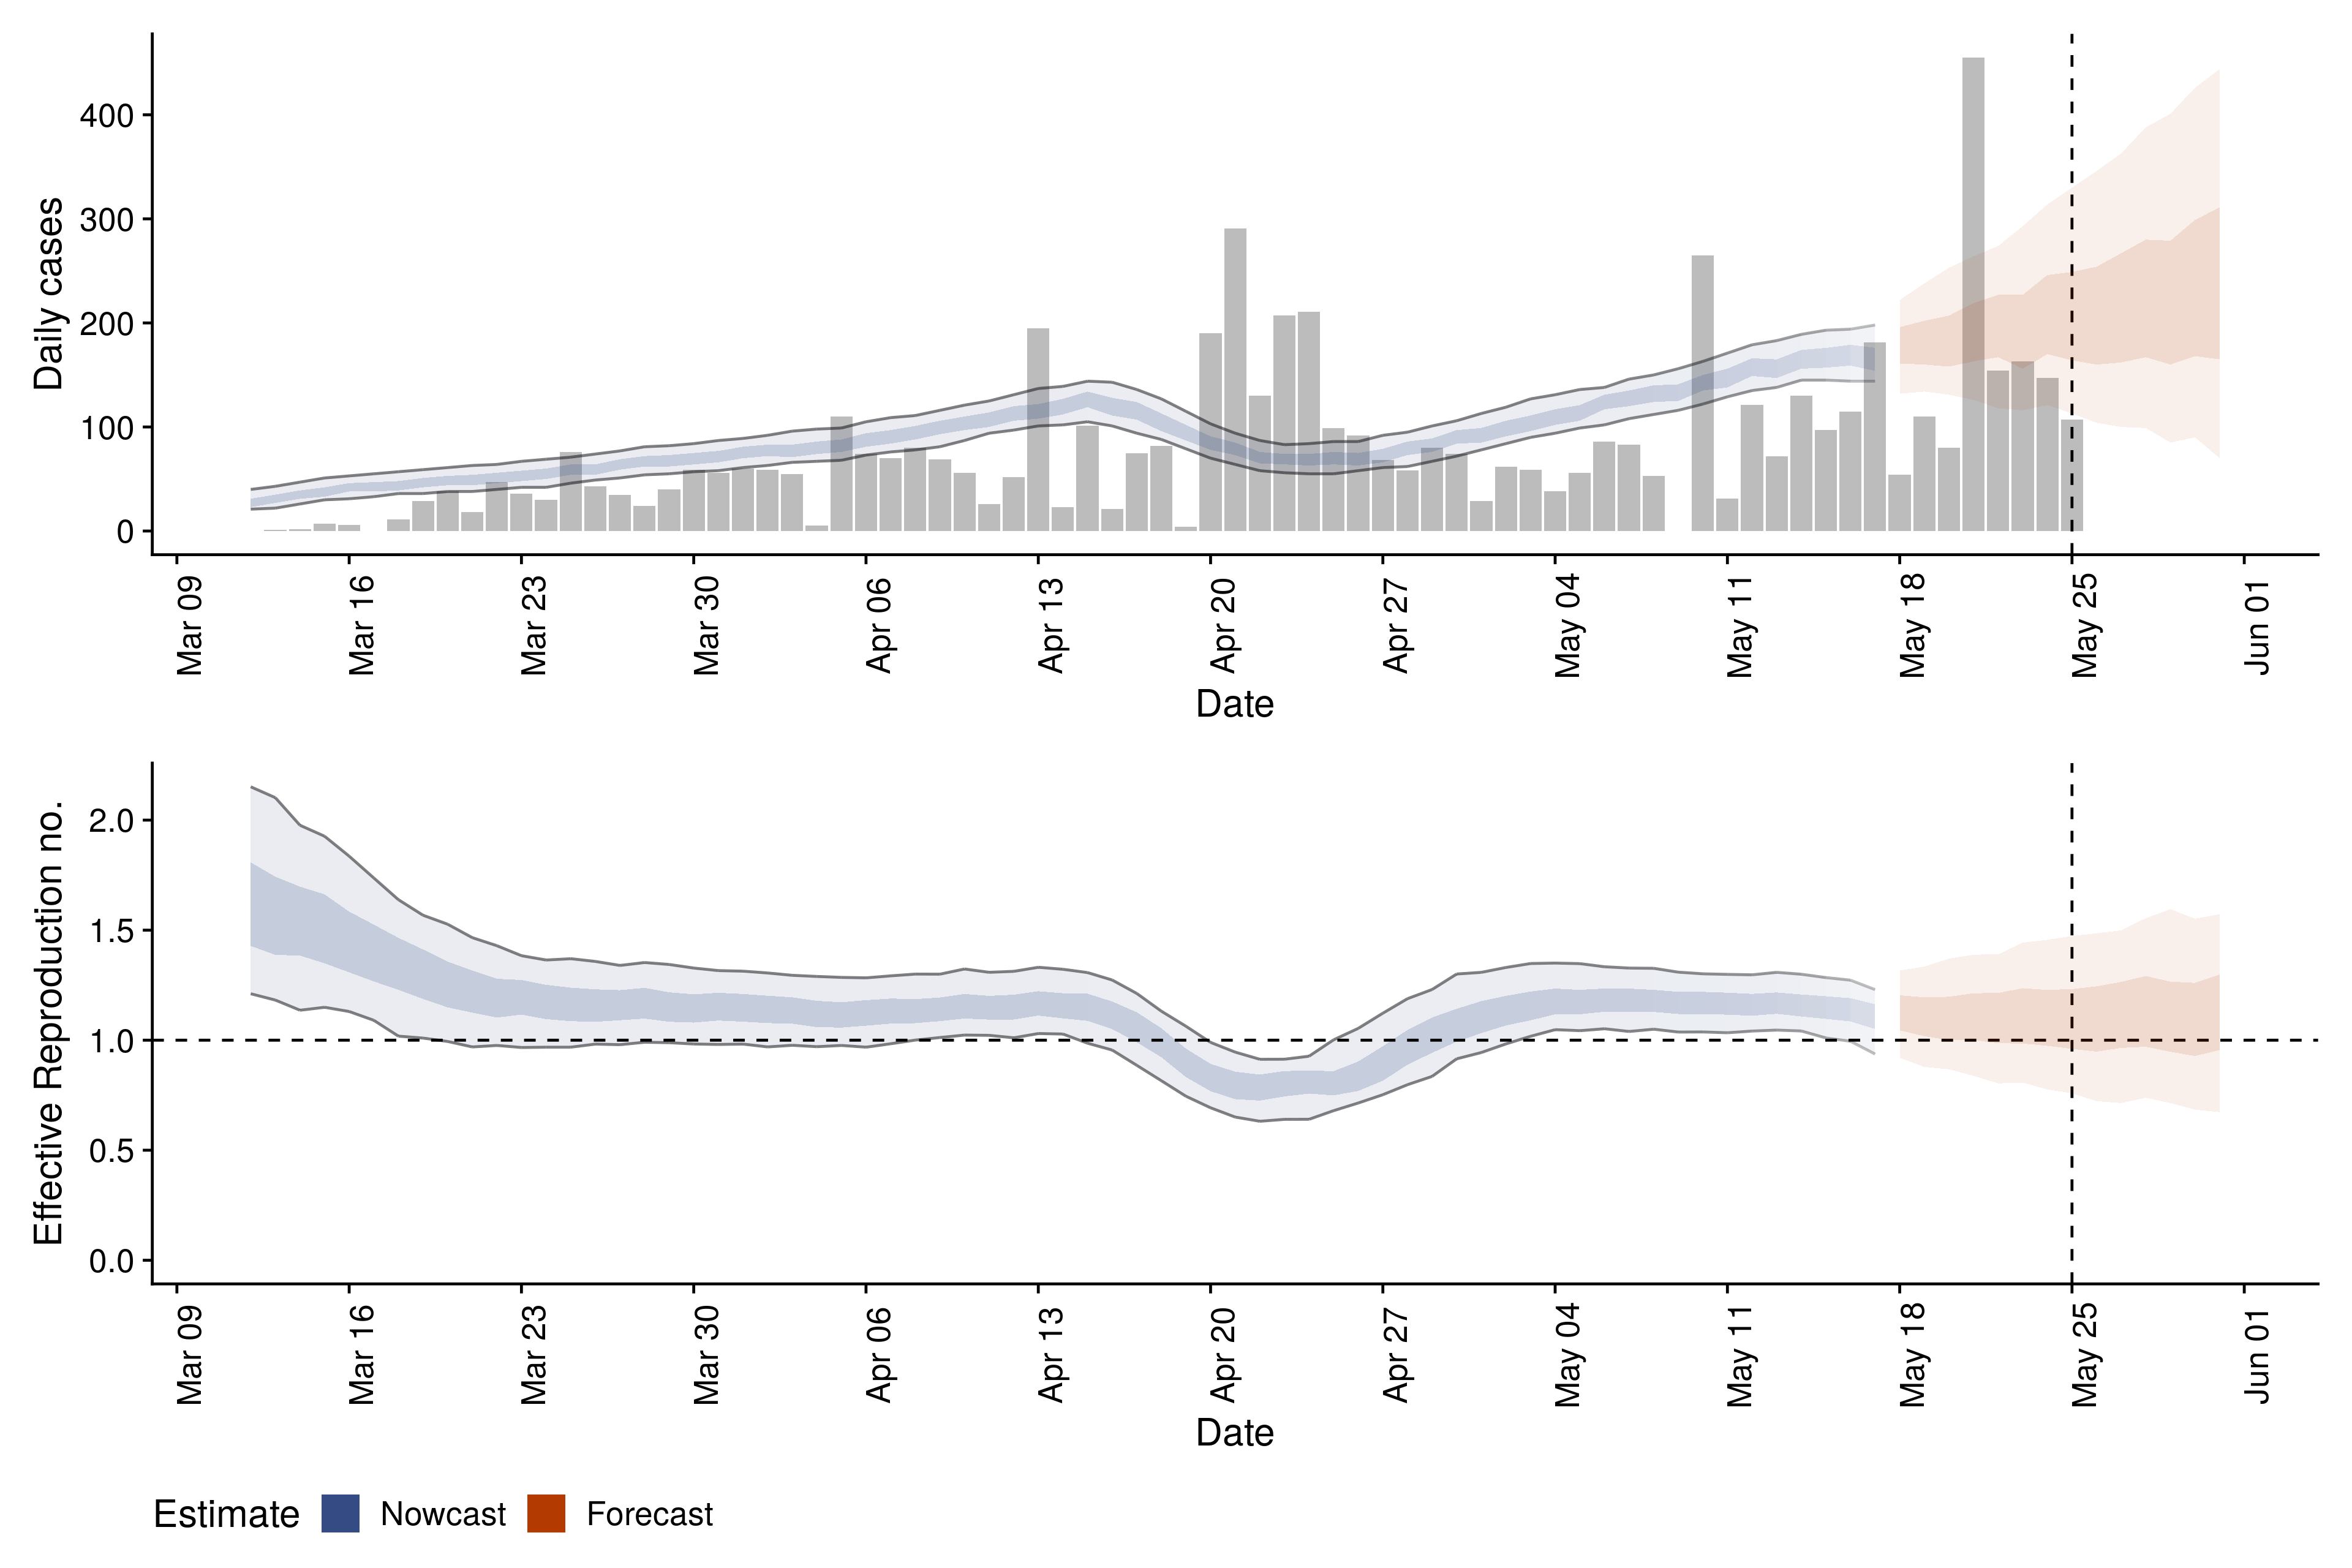 Daily cases
400
300
200
100
0
Mar 09
Mar 16
Mar 23
Mar 30
Apr 06
Apr 13
Apr 20
Apr 27
May 04
May 11
May 18
May 25
Jun 01
Date
Effective Reproduction no.
2.0
1.5
1.0
0.5
0.0
Mar 09
Mar 16
Mar 23
Mar 30
Apr 06
Apr 13
Apr 20
Apr 27
May 04
May 11
May 18
May 25
Jun 01
Date
Estimate Nowcast Forecast